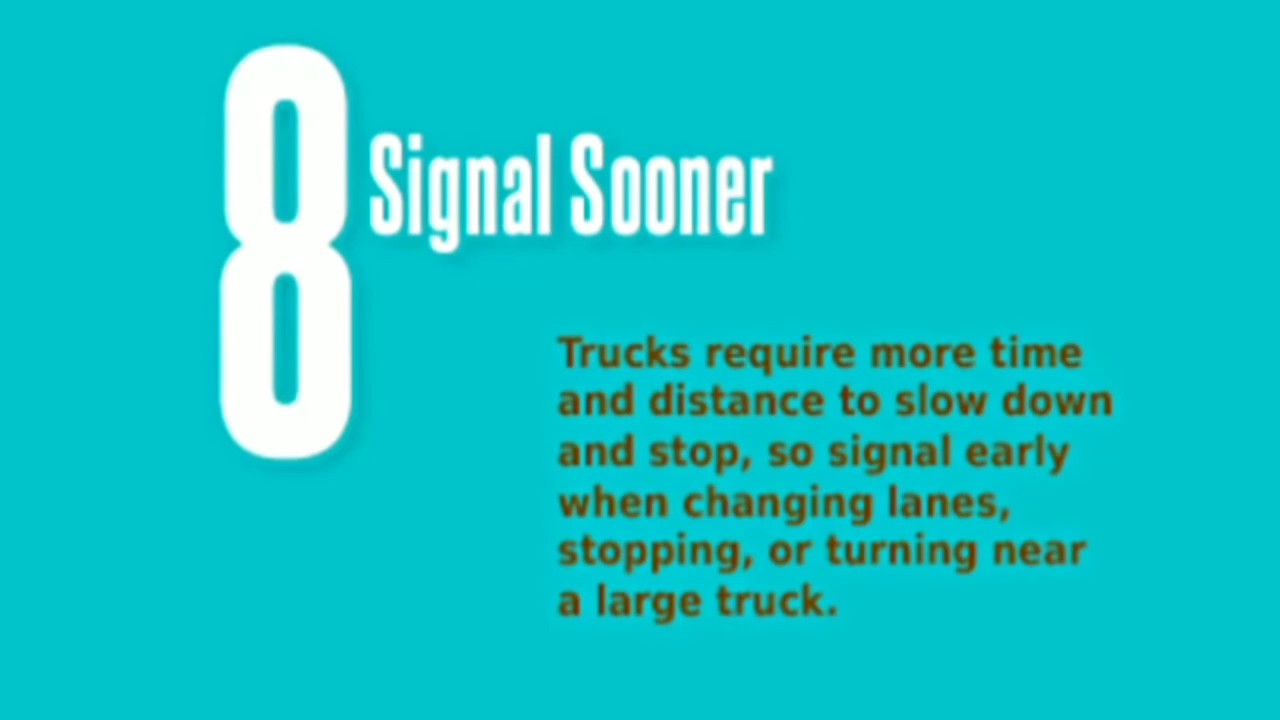 8
Signal Sooner
Trucks require more time
and distance to slow down
and stop, so signal early
when changing lanes,
stopping, or turning near
a large truck.